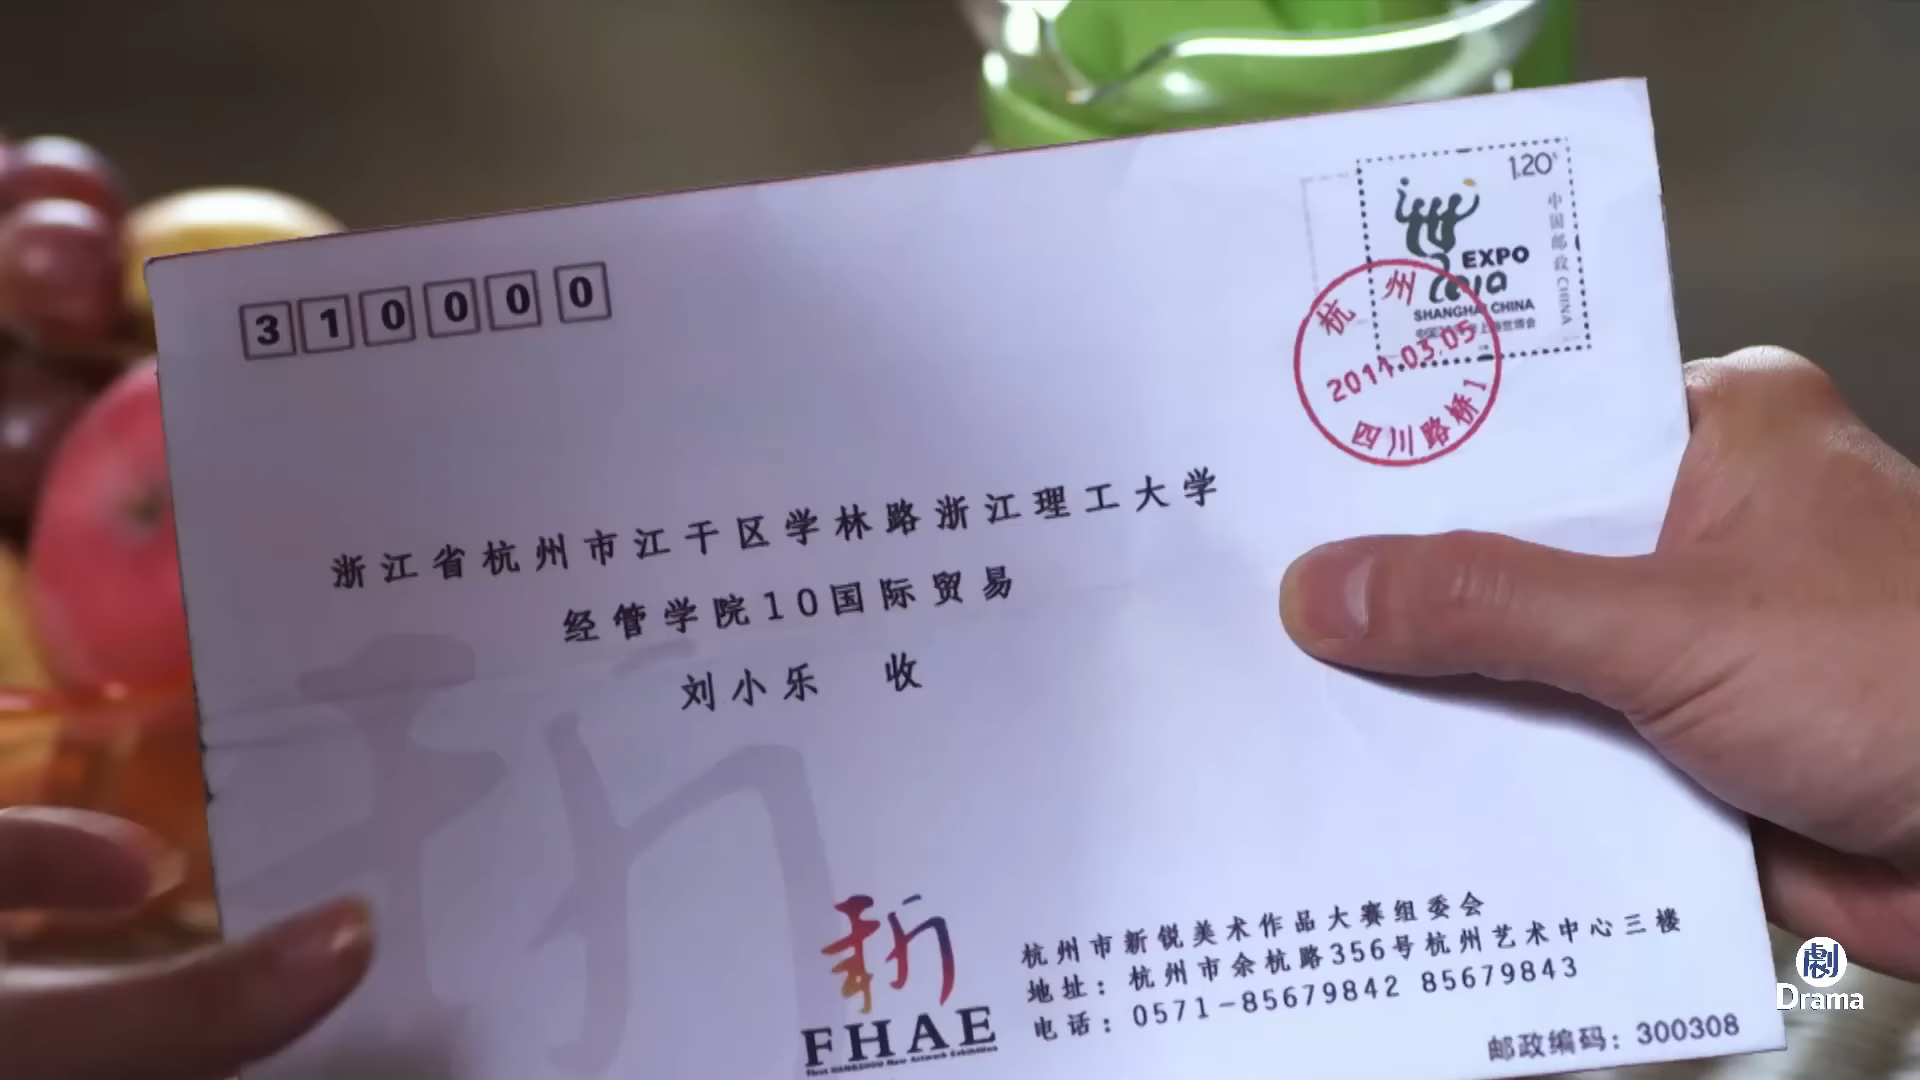 310000
1.20
中国邮政 CHINA
EXPO
2010
SHANGHAI CHINA
杭州
2011.03.05
四川路桥1
浙江省杭州市江干区学林路浙江理工大学
经管学院10国际贸易
刘小乐 收
新
FHAE
杭州市新锐美术作品大赛组委会
地址：杭州市余杭路356号杭州艺术中心三楼
电话：0571-85679842 85679843
邮政编码：300308
劇
Drama